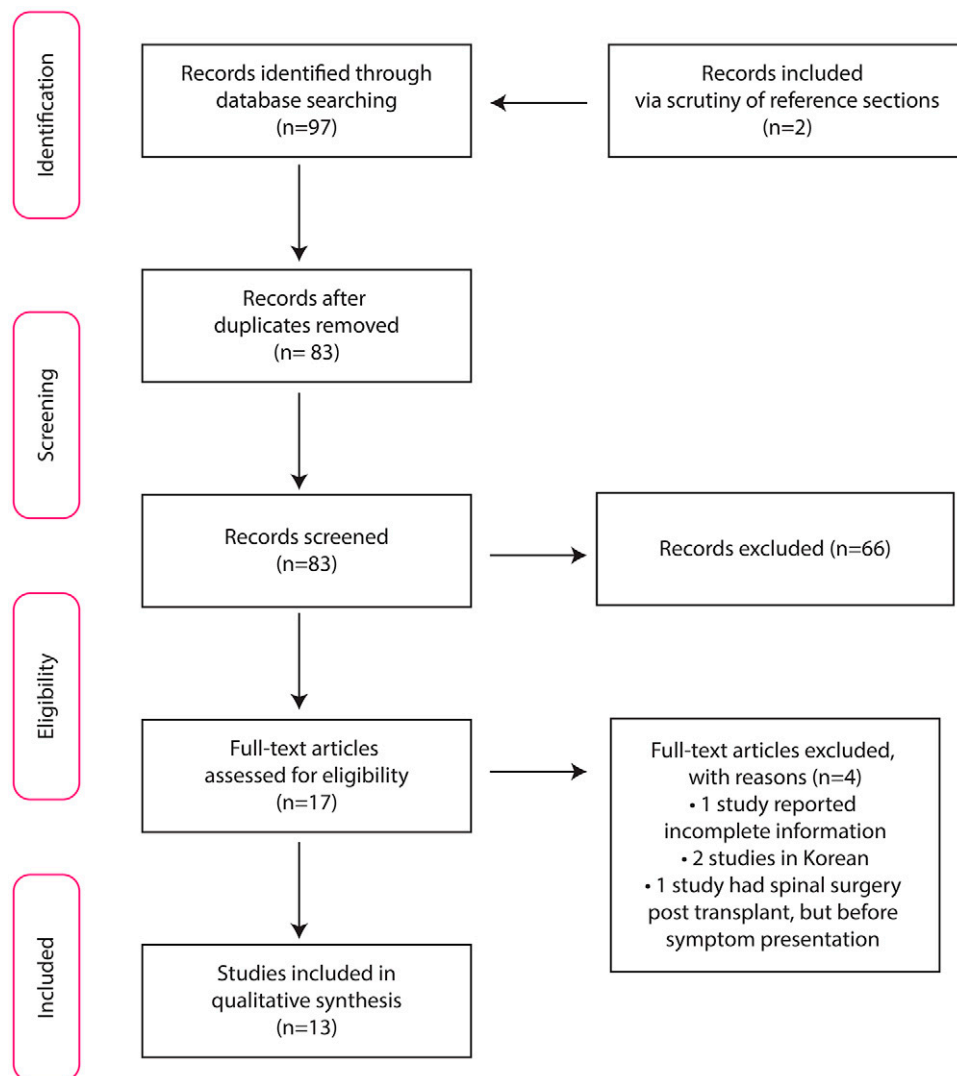 Identification
Records identified through
database searching
(n=97)
Records included
via scrutiny of reference sections
(n=2)
Screening
Records after
duplicates removed
(n= 83)
Records screened
(n=83)
Records excluded (n=66)
Eligibility
Full-text articles
assessed for eligibility
(n=17)
Full-text articles excluded,
with reasons (n=4)
• 1 study reported
incomplete information
• 2 studies in Korean
• 1 study had spinal surgery
post transplant, but before
symptom presentation
Included
Studies included in
qualitative synthesis
(n=13)